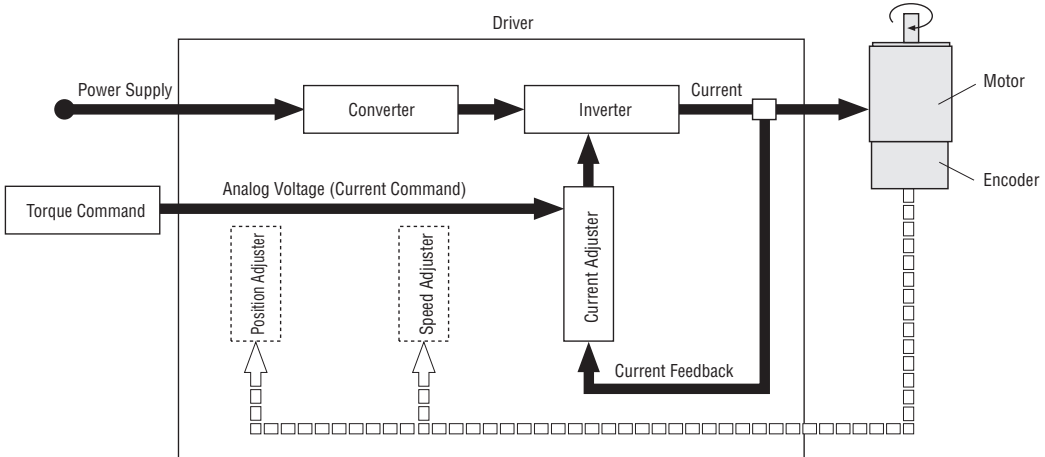 Driver
Power Supply
Converter
Inverter
Current
Motor
Encoder
Torque Command
Analog Voltage (Current Command)
Position Adjuster
Speed Adjuster
Current Adjuster
Current Feedback